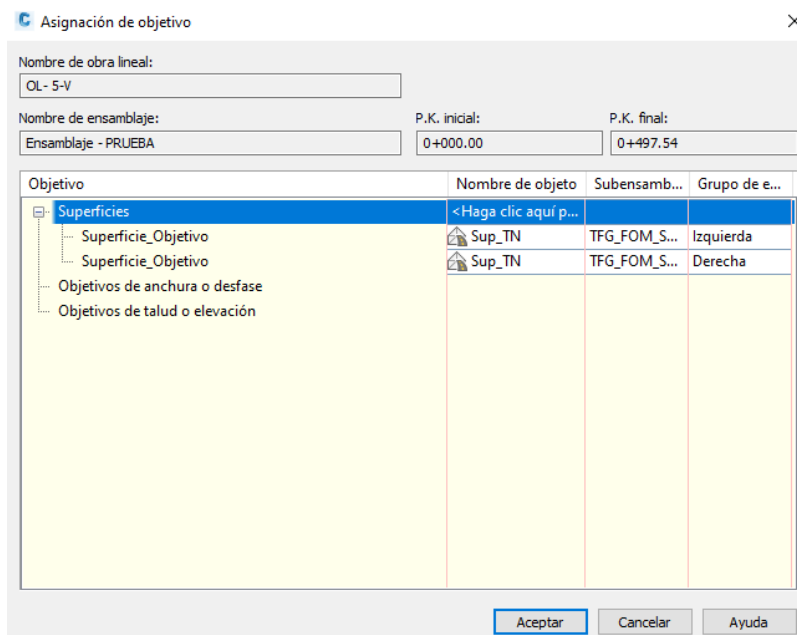 Asignación de objetivo
Nombre de obra lineal:
OL- 5-V
Nombre de ensamblaje: P.K. inicial: P.K. final:
Ensamblaje - PRUEBA 0+000.00 0+497.54
Objetivo Nombre de objeto Subensamb... Grupo de e...
Superficies <Haga clic aquí p...
Superficie_Objetivo Sup_TN TFG_FOM_S... Izquierda
Superficie_Objetivo Sup_TN TFG_FOM_S... Derecha
Objetivos de anchura o desfase
Objetivos de talud o elevación
Aceptar Cancelar Ayuda